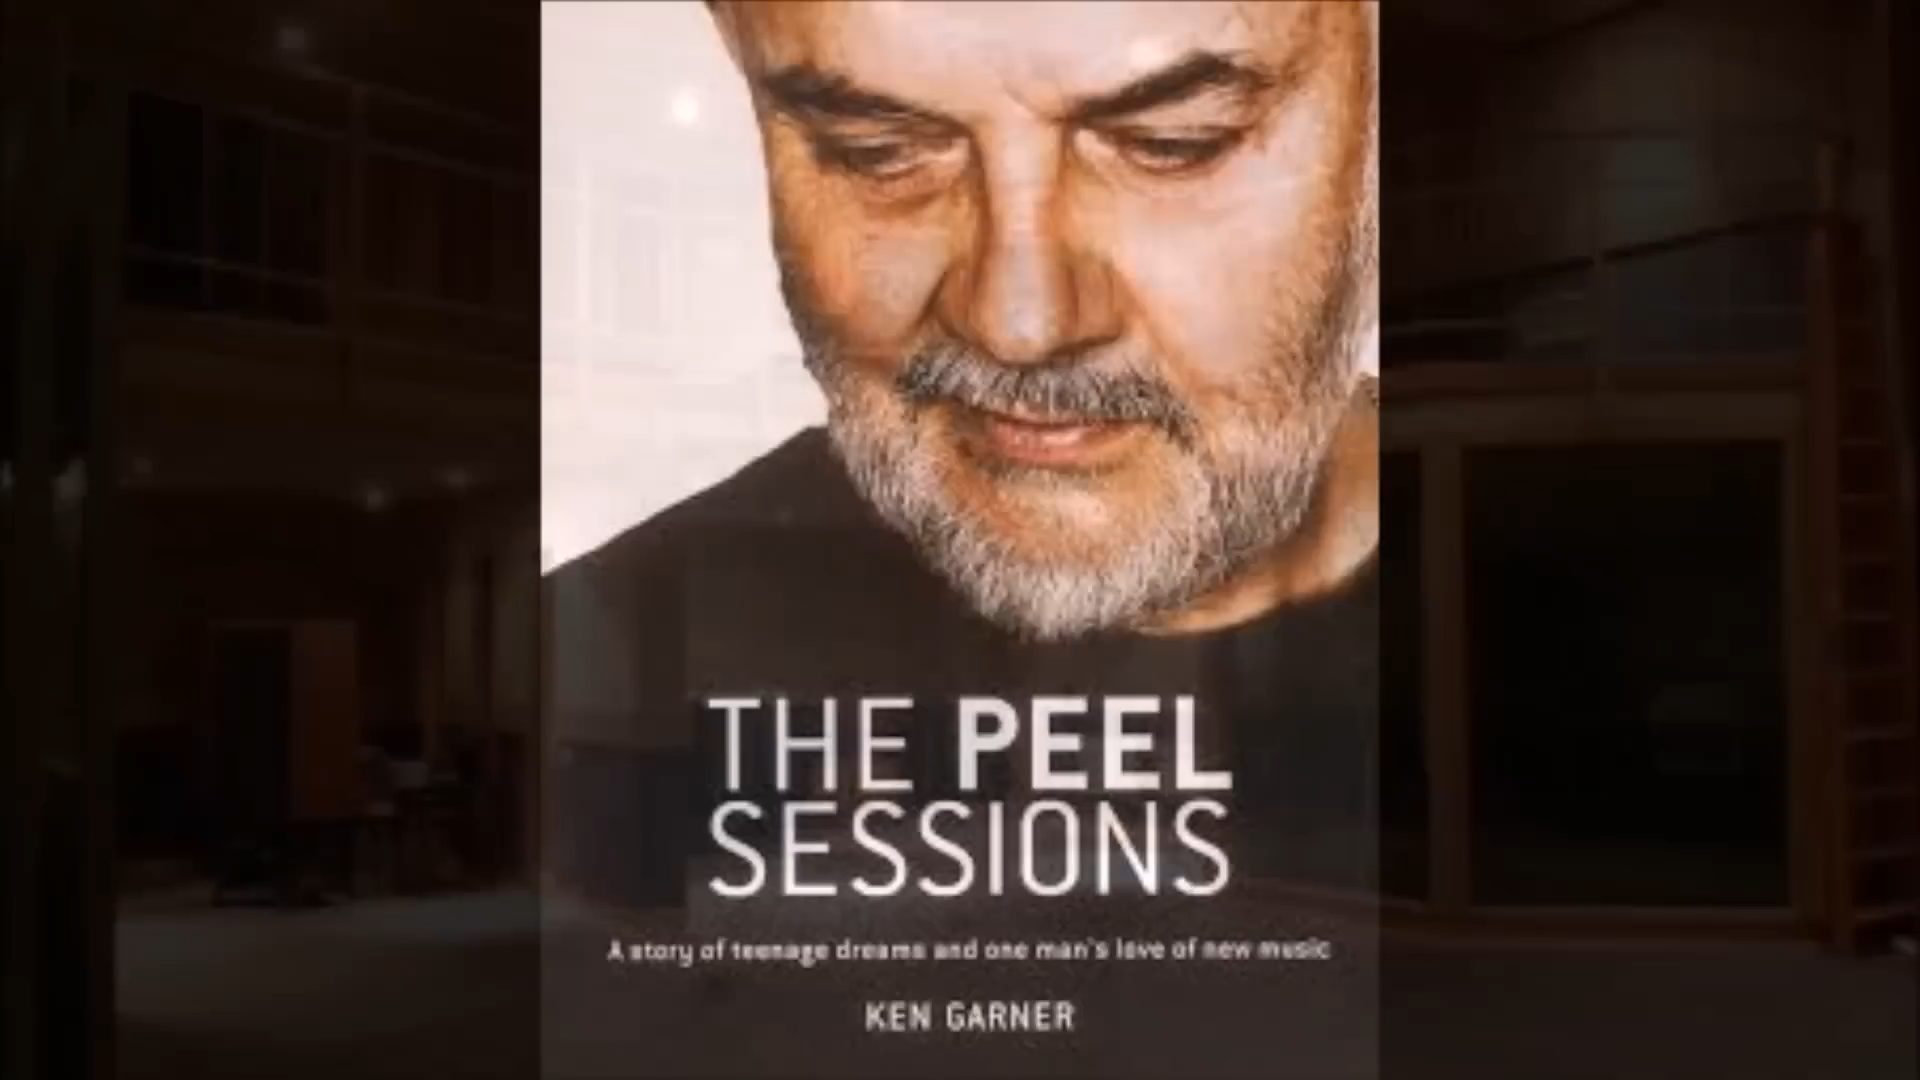 THE PEEL
SESSIONS
A story of teenage dreams and one man's love of new music
KEN GARNER